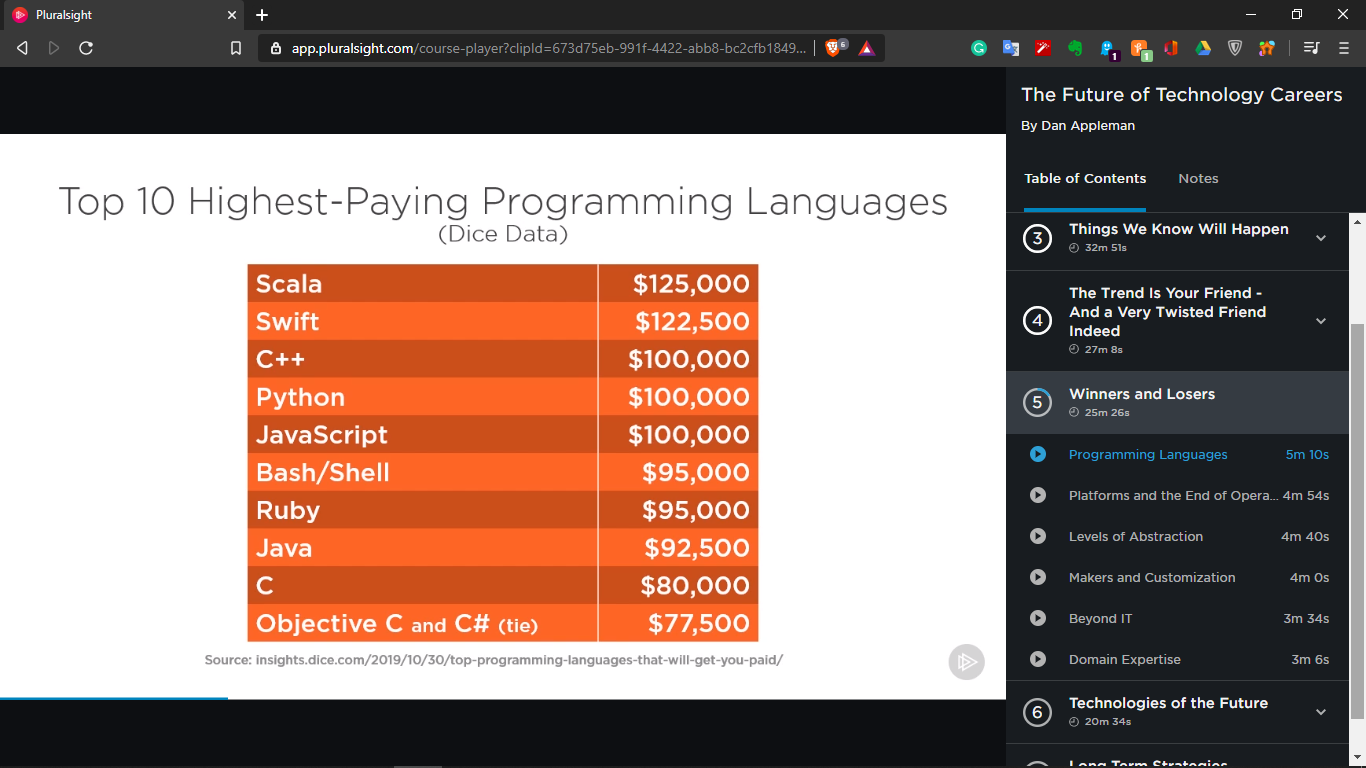 Pluralsight
app.pluralsight.com/course-player?clipId=673d75eb-991f-4422-abb8-bc2cfb1849...
6
1
1
Top 10 Highest-Paying Programming Languages
(Dice Data)
Scala $125,000
Swift $122,500
C++ $100,000
Python $100,000
JavaScript $100,000
Bash/Shell $95,000
Ruby $95,000
Java $92,500
C $80,000
Objective C and C# (tie) $77,500
Source: insights.dice.com/2019/10/30/top-programming-languages-that-will-get-you-paid/
The Future of Technology Careers
By Dan Appleman
Table of Contents Notes
3
Things We Know Will Happen
32m 51s
4
The Trend Is Your Friend -
And a Very Twisted Friend
Indeed
27m 8s
5
Winners and Losers
25m 26s
Programming Languages 5m 10s
Platforms and the End of Opera... 4m 54s
Levels of Abstraction 4m 40s
Makers and Customization 4m 0s
Beyond IT 3m 34s
Domain Expertise 3m 6s
6
Technologies of the Future
20m 34s
Long Term Strategies